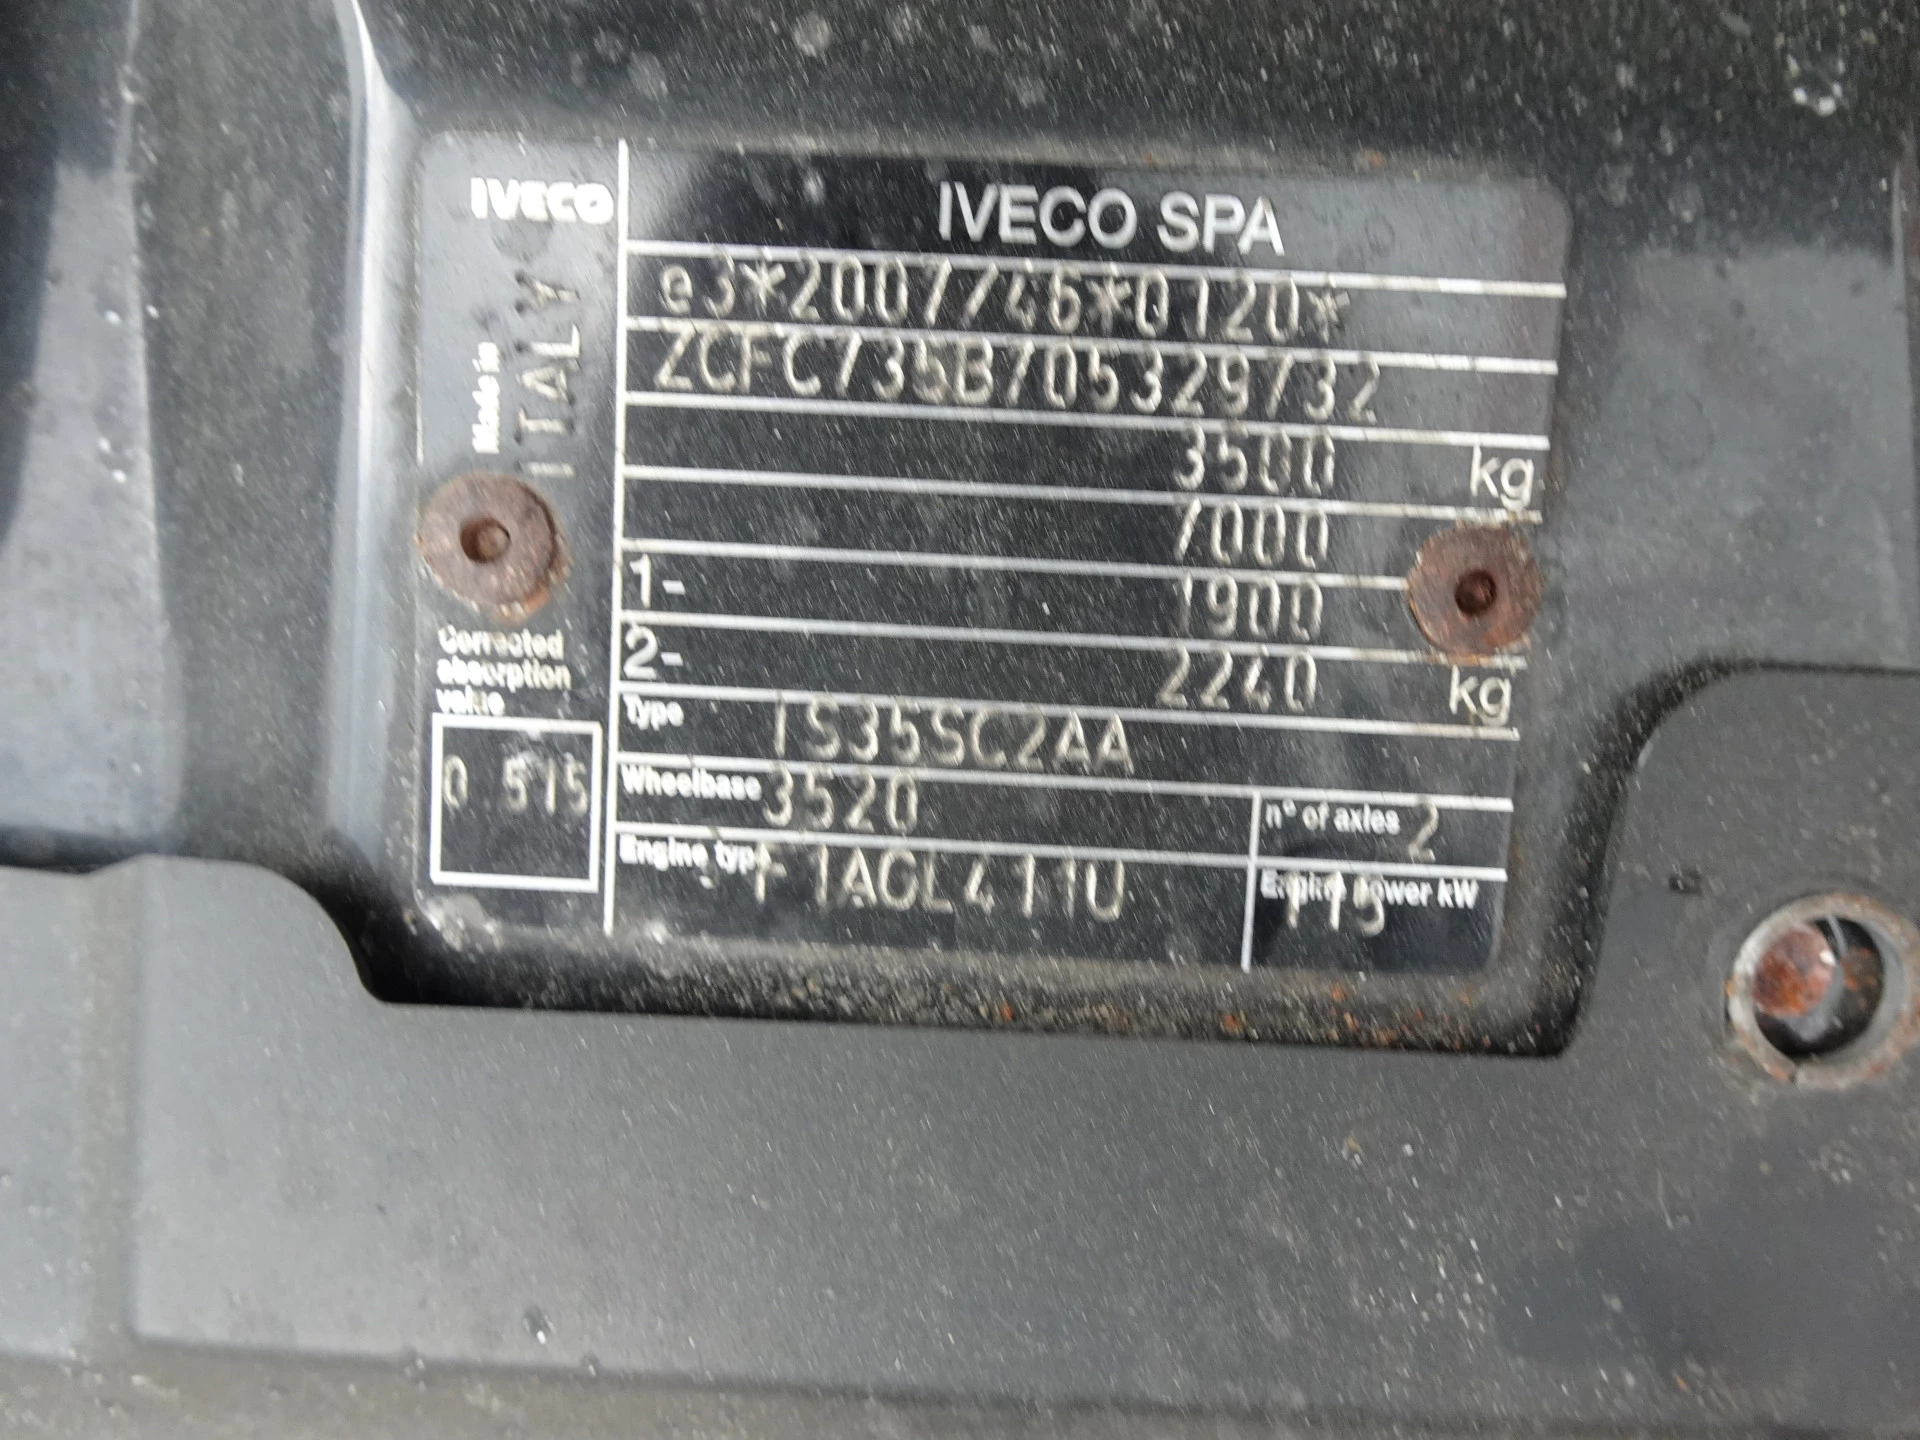 IVECO
IVECO SPA
Made in
ITALY
e3*2007/46*0120*
ZCFC735B705329732
3500 kg
7000
1- 1900
2- 2240 kg
Corrected
absorption
value
0 515
Type IS35SC2AA
Wheelbase 3520
n° of axles 2
Engine type F1AGL411U
Engine power kW 115